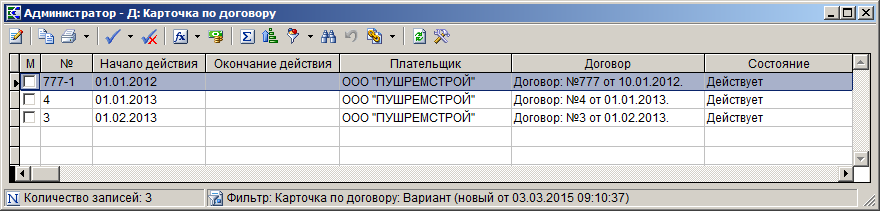 Администратор - Д: Карточка по договору
М № Начало действия Окончание действия Плательщик Договор Состояние
777-1 01.01.2012 ООО "ПУШРЕМСТРОЙ" Договор: №777 от 10.01.2012. Действует
4 01.01.2013 ООО "ПУШРЕМСТРОЙ" Договор: №4 от 01.01.2013. Действует
3 01.02.2013 ООО "ПУШРЕМСТРОЙ" Договор: №3 от 01.02.2013. Действует
N Количество записей: 3 Фильтр: Карточка по договору: Вариант (новый от 03.03.2015 09:10:37)